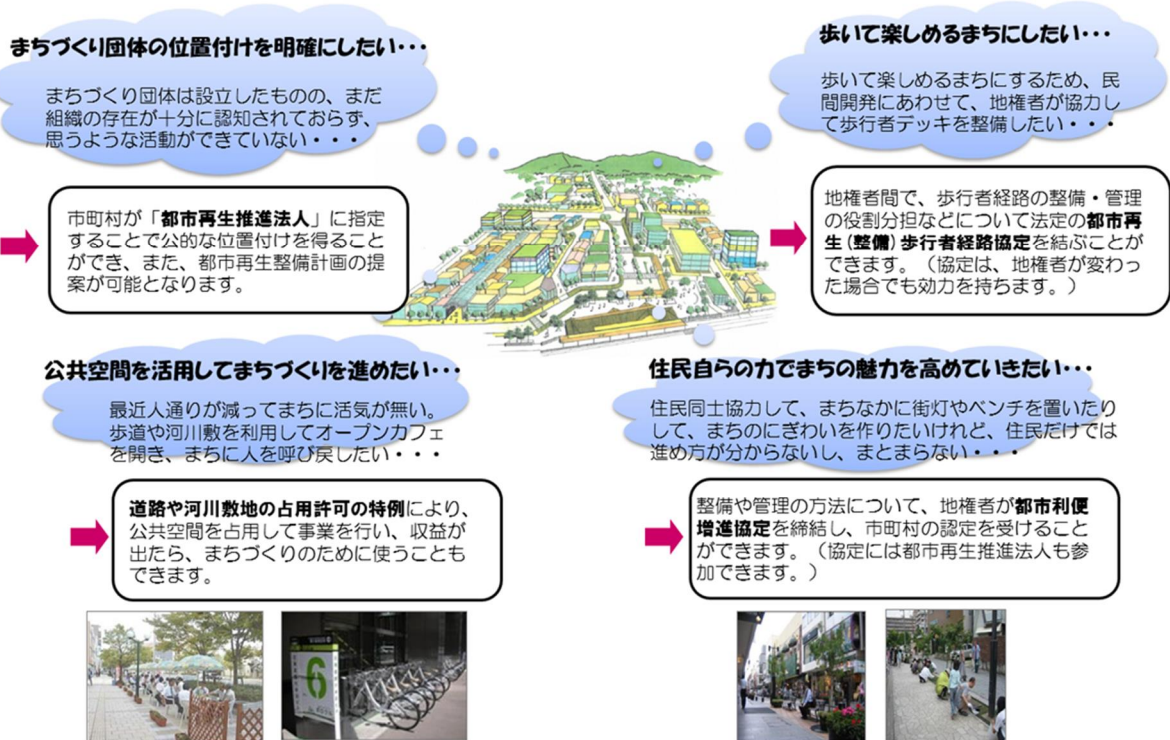 まちづくり団体の位置付けを明確にしたい・・・
まちづくり団体は設立したものの、まだ
組織の存在が十分に認知されておらず、
思うような活動ができていない・・・
市町村が「都市再生推進法人」に指定
することで公的な位置付けを得ること
ができ、また、都市再生整備計画の提
案が可能となります。
歩いて楽しめるまちにしたい・・・
歩いて楽しめるまちにするため、民
間開発にあわせて、地権者が協力し
て歩行者デッキを整備したい・・・
地権者間で、歩行者経路の整備・管理
の役割分担などについて法定の都市再
生(整備)歩行者経路協定を結ぶことが
できます。（協定は、地権者が変わっ
た場合でも効力を持ちます。）
公共空間を活用してまちづくりを進めたい・・・
最近人通りが減ってまちに活気が無い。
歩道や河川敷を利用してオープンカフェ
を開き、まちに人を呼び戻したい・・・
道路や河川敷地の占用許可の特例により、
公共空間を占用して事業を行い、収益が
出たら、まちづくりのために使うことも
できます。
6
住民自らの力でまちの魅力を高めていきたい・・・
住民同士協力して、まちなかに街灯やベンチを置いたり
して、まちのにぎわいを作りたいけれど、住民だけでは
進め方が分からないし、まとまらない・・・
整備や管理の方法について、地権者が都市利便
増進協定を締結し、市町村の認定を受けること
ができます。（協定には都市再生推進法人も参
加できます。）